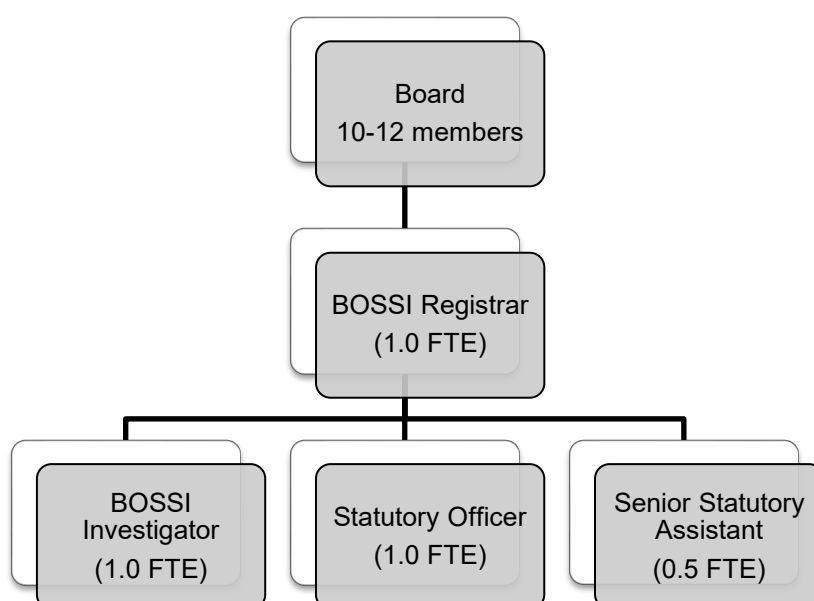 Board
10-12 members
BOSSI Registrar
(1.0 FTE)
BOSSI
Investigator
(1.0 FTE)
Statutory Officer
(1.0 FTE)
Senior Statutory
Assistant
(0.5 FTE)